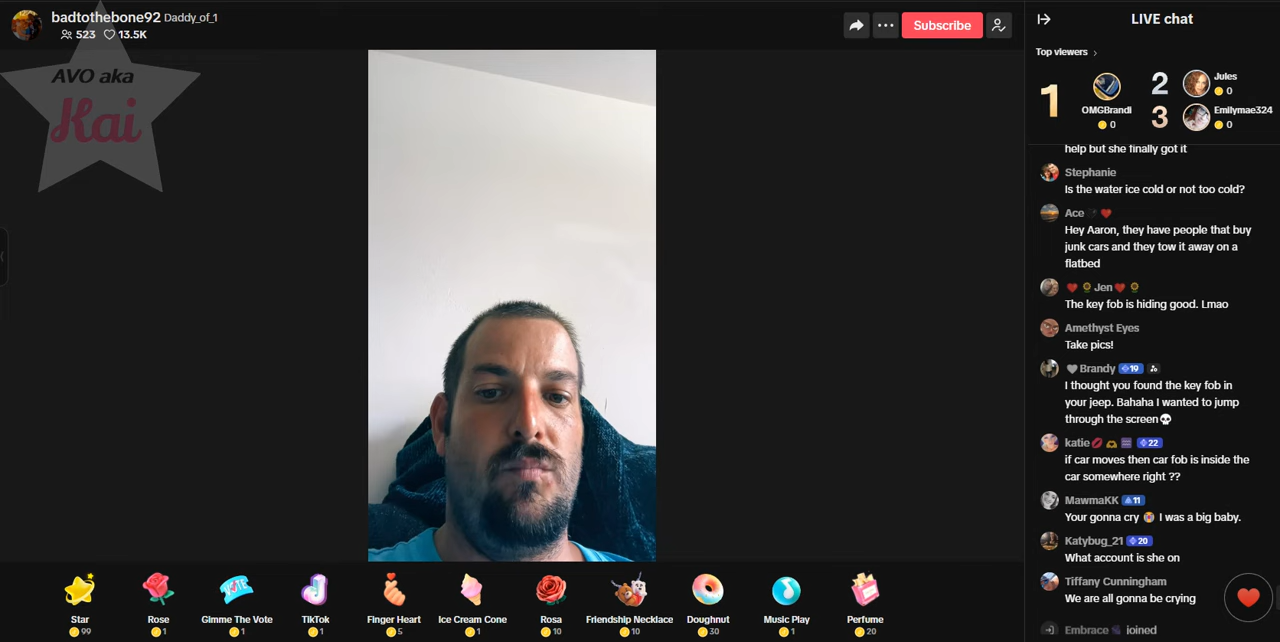 badtothebone92 Daddy_of_1
523 13.5K
Subscribe
AVO aka
Kai
LIVE chat
Top viewers >
1
OMGBrandi
0
2
Jules
0
3
Emilymae324
0
help but she finally got it
Stephanie
Is the water ice cold or not too cold?
Ace
Hey Aaron, they have people that buy
junk cars and they tow it away on a
flatbed
Jen
The key fob is hiding good. Lmao
Amethyst Eyes
Take pics!
Brandy 19
I thought you found the key fob in
your jeep. Bahaha I wanted to jump
through the screen
katie 22
if car moves then car fob is inside the
car somewhere right ??
MawmaKK 11
Your gonna cry I was a big baby.
Katybug_21 20
What account is she on
Tiffany Cunningham
We are all gonna be crying
Embrace joined
Star Rose Gimme The Vote TikTok Finger Heart Ice Cream Cone Rosa Friendship Necklace Doughnut Music Play Perfume
99 1 1 1 5 1 10 10 30 1 20